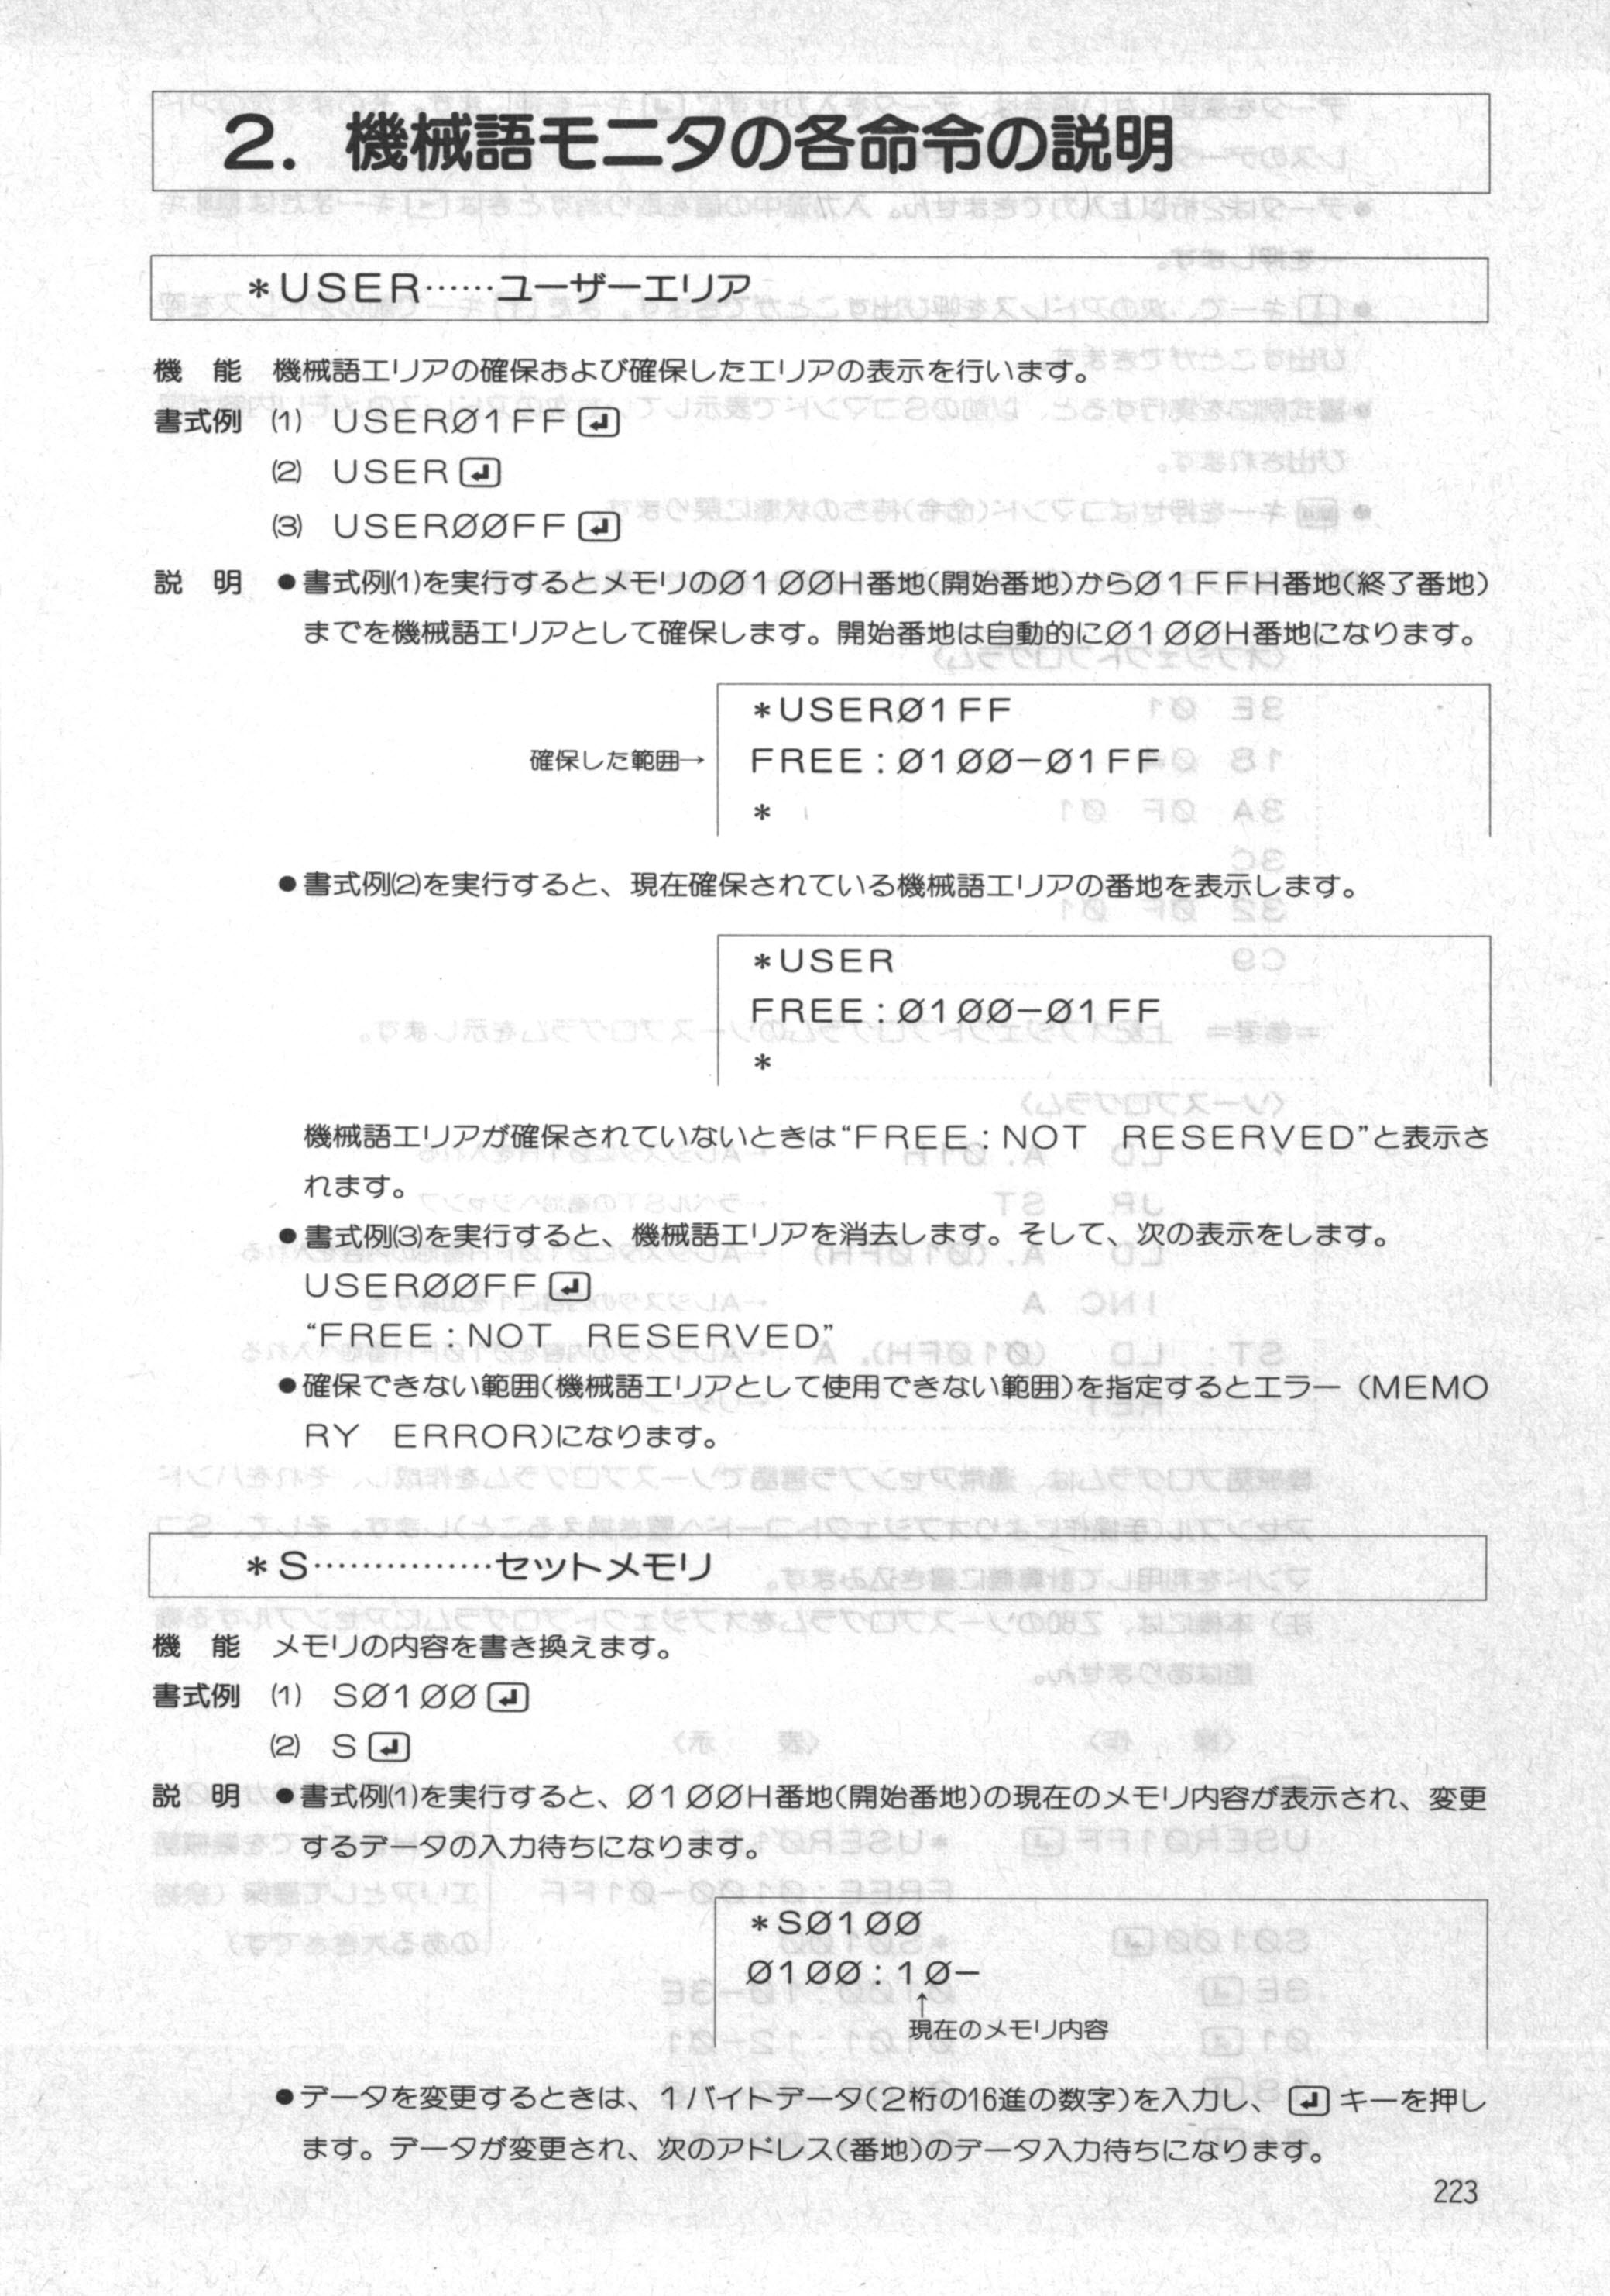 2. 機械語モニタの各命令の説明
*USER……ユーザーエリア
機 能 機械語エリアの確保および確保したエリアの表示を行います。
書式例 (1) USERØ1FF ↵
(2) USER ↵
(3) USERØØFF ↵
説 明 ●書式例(1)を実行するとメモリのØ1ØØH番地(開始番地)からØ1FFH番地(終了番地)
までを機械語エリアとして確保します。開始番地は自動的にØ1ØØH番地になります。
*USERØ1FF
確保した範囲→ FREE:Ø1ØØ−Ø1FF
*
●書式例(2)を実行すると、現在確保されている機械語エリアの番地を表示します。
*USER
FREE:Ø1ØØ−Ø1FF
*
機械語エリアが確保されていないときは“FREE:NOT RESERVED”と表示さ
れます。
●書式例(3)を実行すると、機械語エリアを消去します。そして、次の表示をします。
USERØØFF ↵
“FREE:NOT RESERVED”
●確保できない範囲(機械語エリアとして使用できない範囲)を指定するとエラー(MEMO
RY ERROR)になります。
*S……………セットメモリ
機 能 メモリの内容を書き換えます。
書式例 (1) SØ1ØØ ↵
(2) S ↵
説 明 ●書式例(1)を実行すると、Ø1ØØH番地(開始番地)の現在のメモリ内容が表示され、変更
するデータの入力待ちになります。
*SØ1ØØ
Ø1ØØ:1Ø−
↑
現在のメモリ内容
●データを変更するときは、1バイトデータ(2桁の16進の数字)を入力し、↵キーを押し
ます。データが変更され、次のアドレス(番地)のデータ入力待ちになります。
223